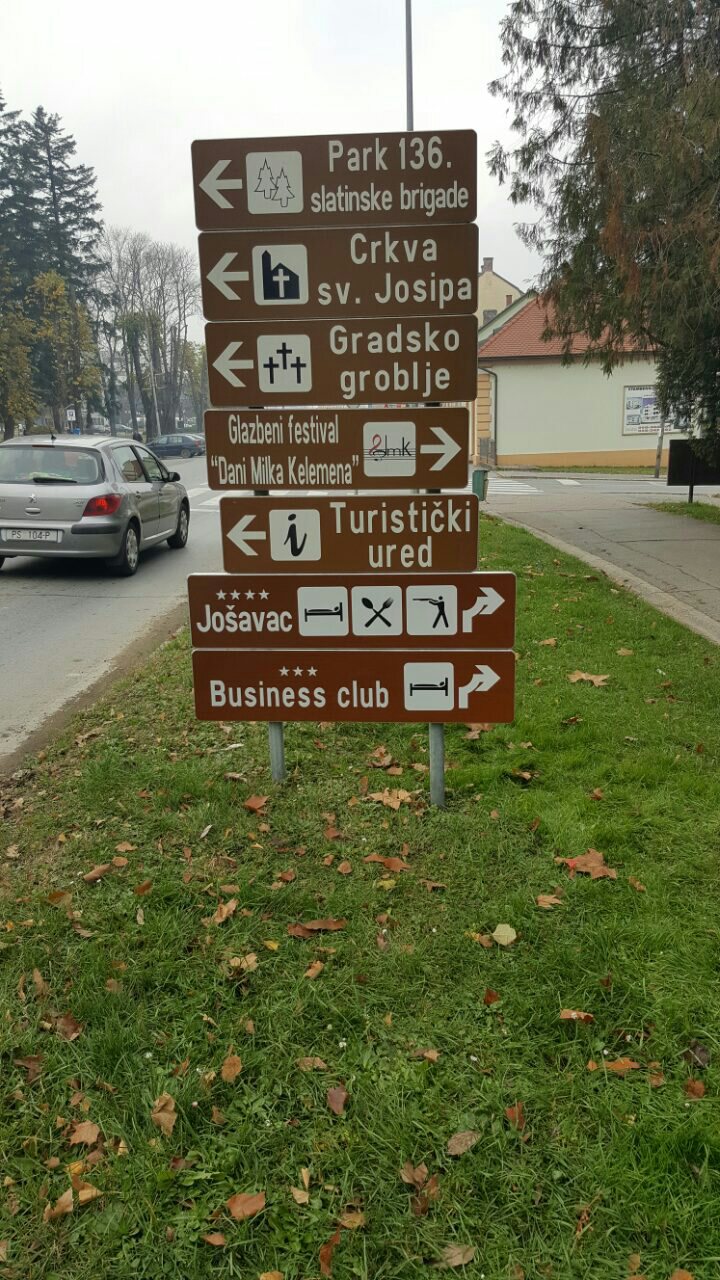 Park 136.
slatinske brigade
Crkva
sv. Josipa
Gradsko
groblje
Glazbeni festival
"Dani Milka Kelemena"
dmk
Turistički
ured
Jošavac
Business club
PS 104-P